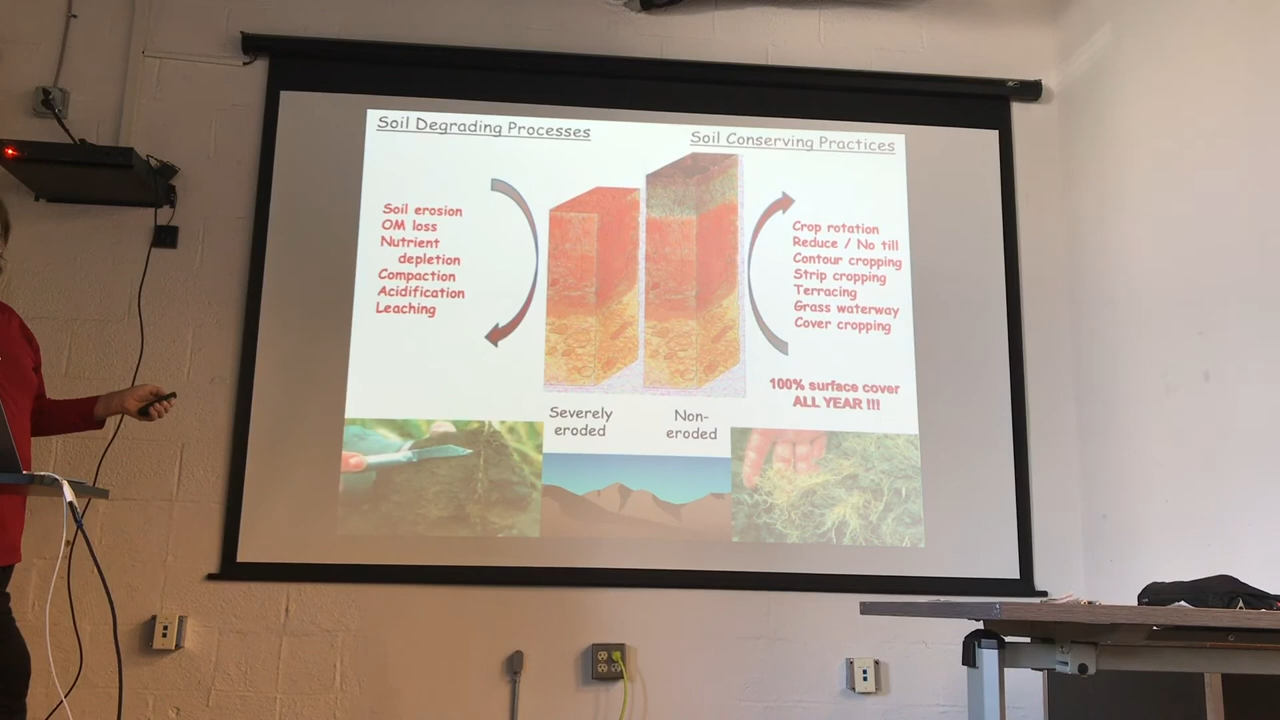 Soil Degrading Processes
Soil Conserving Practices
Soil erosion
OM loss
Nutrient
depletion
Compaction
Acidification
Leaching
Crop rotation
Reduce / No till
Contour cropping
Strip cropping
Terracing
Grass waterway
Cover cropping
100% surface cover
ALL YEAR !!!
Severely
eroded
Non-
eroded